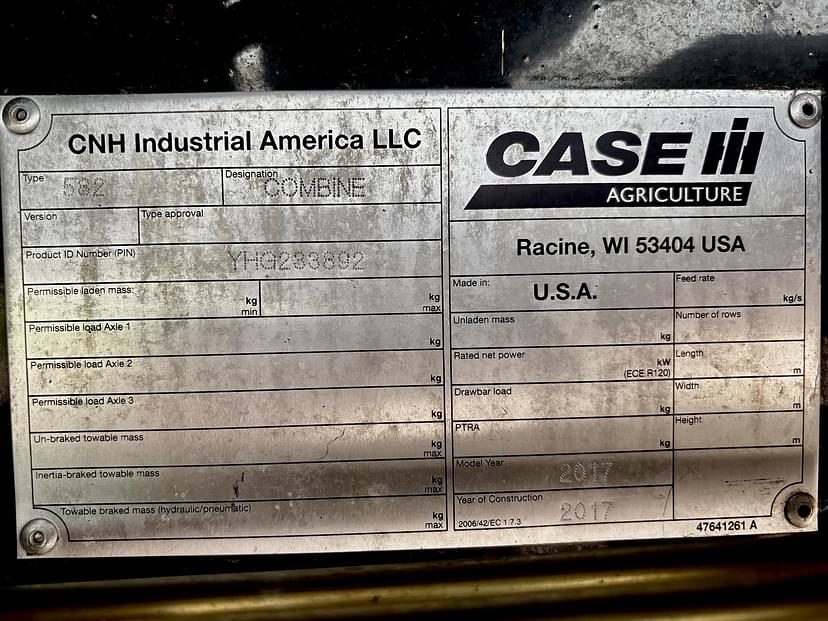 CNH Industrial America LLC
Type 582
Designation COMBINE
Version
Type approval
Product ID Number (PIN) YHG233692
Permissible laden mass: kg min kg max
Permissible load Axle 1 kg
Permissible load Axle 2 kg
Permissible load Axle 3 kg
Un-braked towable mass kg max
Inertia-braked towable mass kg max
Towable braked mass (hydraulic/pneumatic) kg max
CASE IH
AGRICULTURE
Racine, WI 53404 USA
Made in: U.S.A.
Feed rate kg/s
Unladen mass kg
Number of rows
Rated net power kW (ECE R120)
Length m
Drawbar load kg
Width m
PTRA kg
Height m
Model Year 2017
Year of Construction 2017
2006/42/EC 1.7.3
47641261 A